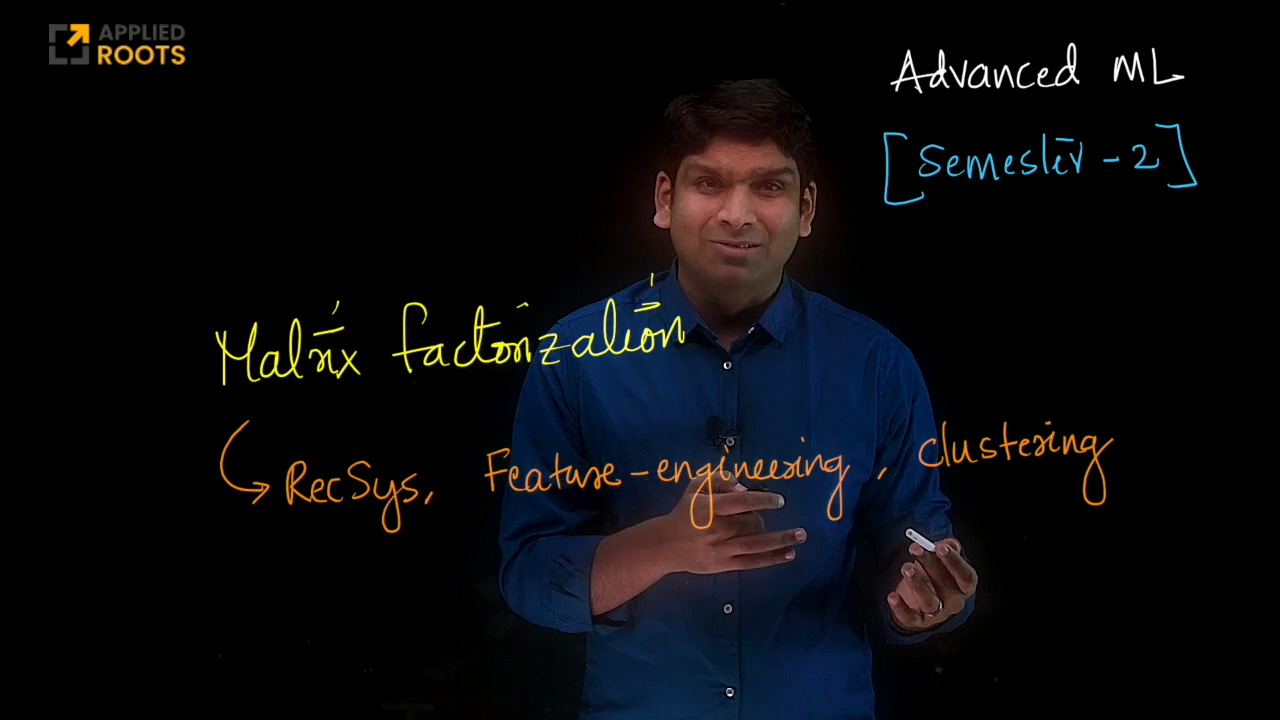 APPLIED
ROOTS
Advanced ML
[Semester - 2]
Matrix factorization
RecSys, Feature-engineering, clustering